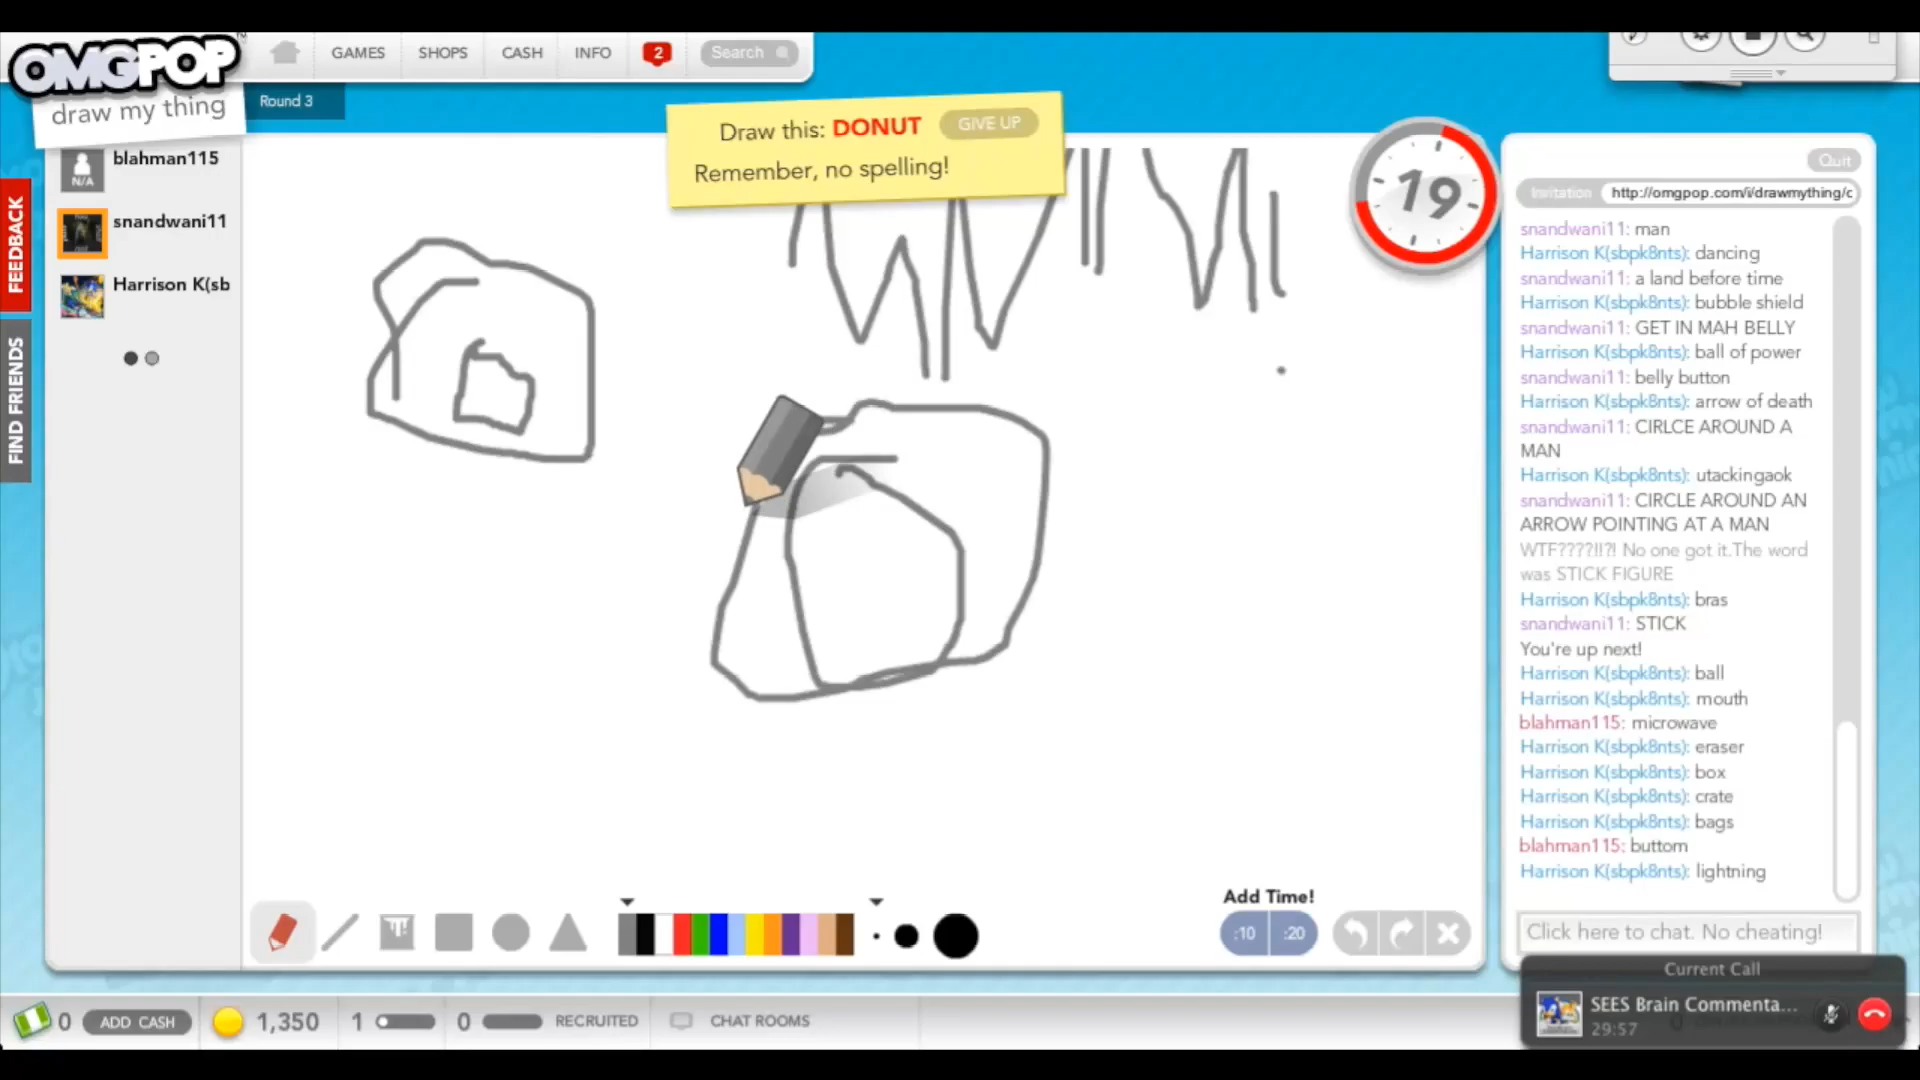 OMGPOP
draw my thing
GAMES
SHOPS
CASH
INFO
2
Search
Round 3
FEEDBACK
FIND FRIENDS
blahman115
N/A
snandwani11
Harrison K(sb
Draw this: DONUT
GIVE UP
Remember, no spelling!
19
Quit
Invitation
http://omgpop.com/i/drawmything/c
snandwani11: man
Harrison K(sbpk8nts): dancing
snandwani11: a land before time
Harrison K(sbpk8nts): bubble shield
snandwani11: GET IN MAH BELLY
Harrison K(sbpk8nts): ball of power
snandwani11: belly button
Harrison K(sbpk8nts): arrow of death
snandwani11: CIRLCE AROUND A
MAN
Harrison K(sbpk8nts): utackingaok
snandwani11: CIRCLE AROUND AN
ARROW POINTING AT A MAN
WTF????!!?! No one got it.The word
was STICK FIGURE
Harrison K(sbpk8nts): bras
snandwani11: STICK
You're up next!
Harrison K(sbpk8nts): ball
Harrison K(sbpk8nts): mouth
blahman115: microwave
Harrison K(sbpk8nts): eraser
Harrison K(sbpk8nts): box
Harrison K(sbpk8nts): crate
Harrison K(sbpk8nts): bags
blahman115: buttom
Harrison K(sbpk8nts): lightning
Add Time!
:10
:20
Click here to chat. No cheating!
Current Call
SEES Brain Commenta...
29:57
0
ADD CASH
1,350
1
0
RECRUITED
CHAT ROOMS